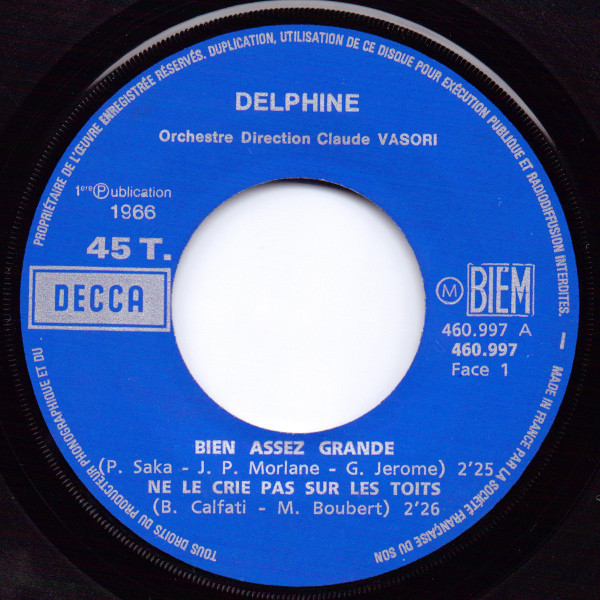 TOUS DROITS DU PRODUCTEUR PHONOGRAPHIQUE ET DU PROPRIÉTAIRE DE L'ŒUVRE ENREGISTRÉE RÉSERVÉS. DUPLICATION, UTILISATION DE CE DISQUE POUR EXÉCUTION PUBLIQUE ET RADIODIFFUSION INTERDITES. — MADE IN FRANCE PAR LA SOCIÉTÉ FRANÇAISE DU SON
DELPHINE
Orchestre Direction Claude VASORI
1ere Ⓟublication
1966
45 T.
DECCA
Ⓜ BIEM
460.997 A
460.997
Face 1
BIEN ASSEZ GRANDE
(P. Saka - J. P. Morlane - G. Jerome) 2'25
NE LE CRIE PAS SUR LES TOITS
(B. Calfati - M. Boubert) 2'26